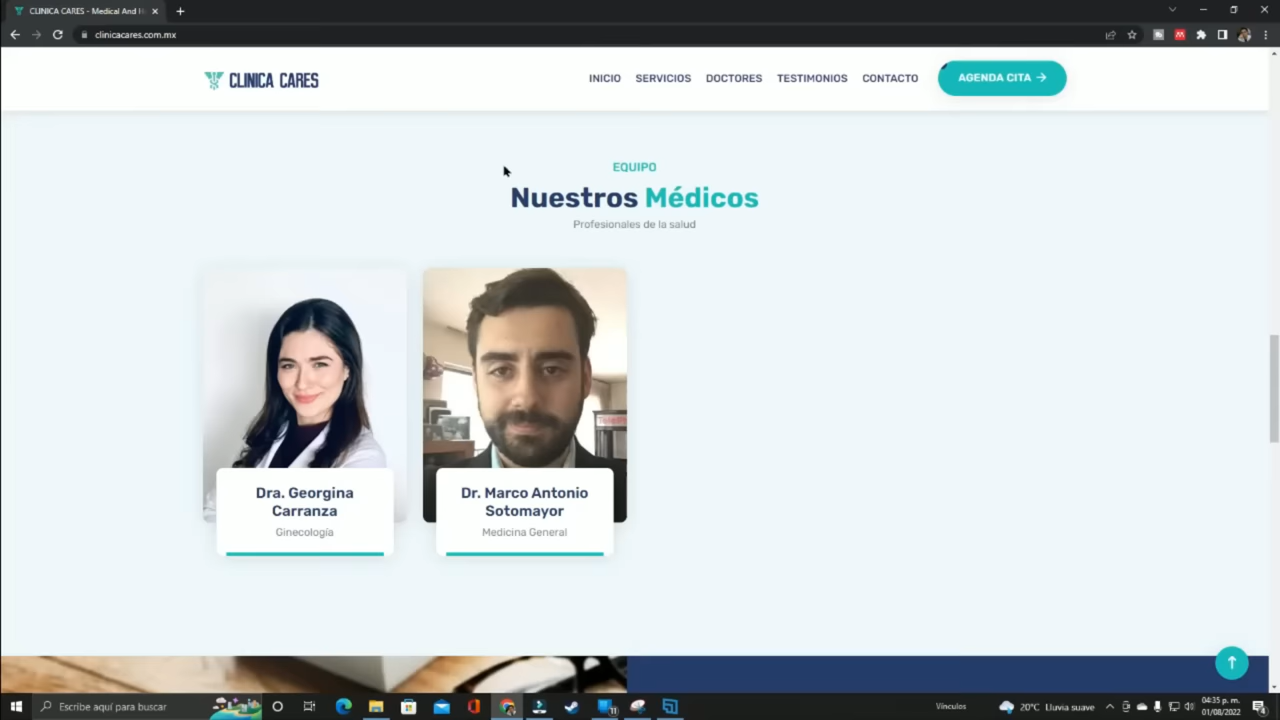 CLINICA CARES - Medical And H
clinicacares.com.mx
CLINICA CARES
INICIO
SERVICIOS
DOCTORES
TESTIMONIOS
CONTACTO
AGENDA CITA →
EQUIPO
Nuestros Médicos
Profesionales de la salud
Dra. Georgina
Carranza
Ginecología
Dr. Marco Antonio
Sotomayor
Medicina General
Escribe aquí para buscar
Vínculos
20°C Lluvia suave
04:35 p. m.
01/08/2022